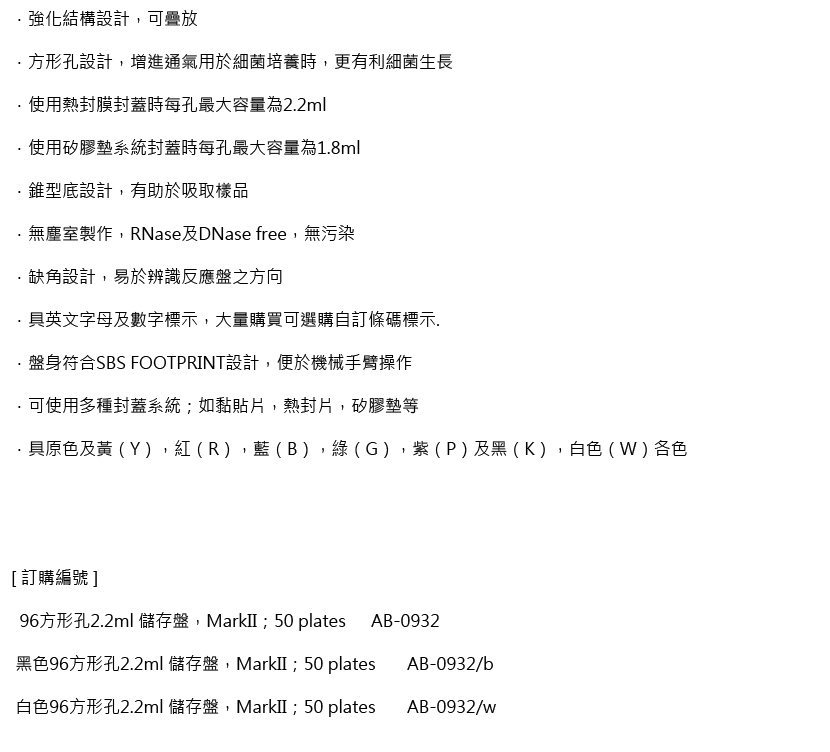 ．強化結構設計，可疊放
．方形孔設計，增進通氣用於細菌培養時，更有利細菌生長
．使用熱封膜封蓋時每孔最大容量為2.2ml
．使用矽膠墊系統封蓋時每孔最大容量為1.8ml
．錐型底設計，有助於吸取樣品
．無塵室製作，RNase及DNase free，無污染
．缺角設計，易於辨識反應盤之方向
．具英文字母及數字標示，大量購買可選購自訂條碼標示.
．盤身符合SBS FOOTPRINT設計，便於機械手臂操作
．可使用多種封蓋系統；如黏貼片，熱封片，矽膠墊等
．具原色及黃（Y），紅（R），藍（B），綠（G），紫（P）及黑（K），白色（W）各色
[ 訂購編號 ]
96方形孔2.2ml 儲存盤，MarkII；50 plates AB-0932
黑色96方形孔2.2ml 儲存盤，MarkII；50 plates AB-0932/b
白色96方形孔2.2ml 儲存盤，MarkII；50 plates AB-0932/w